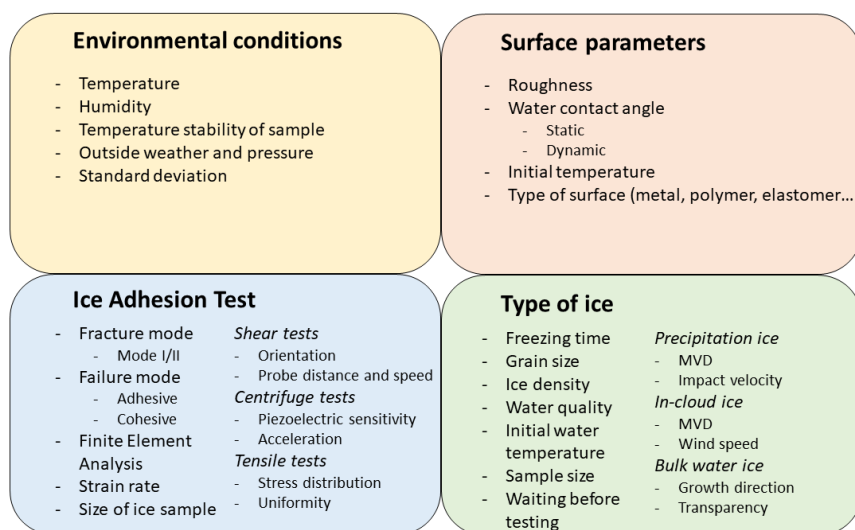 Environmental conditions
- Temperature
- Humidity
- Temperature stability of sample
- Outside weather and pressure
- Standard deviation
Surface parameters
- Roughness
- Water contact angle
- Static
- Dynamic
- Initial temperature
- Type of surface (metal, polymer, elastomer...
Ice Adhesion Test
- Fracture mode
- Mode I/II
- Failure mode
- Adhesive
- Cohesive
- Finite Element
Analysis
- Strain rate
- Size of ice sample
Shear tests
- Orientation
- Probe distance and speed
Centrifuge tests
- Piezoelectric sensitivity
- Acceleration
Tensile tests
- Stress distribution
- Uniformity
Type of ice
- Freezing time
- Grain size
- Ice density
- Water quality
- Initial water
temperature
- Sample size
- Waiting before
testing
Precipitation ice
- MVD
- Impact velocity
In-cloud ice
- MVD
- Wind speed
Bulk water ice
- Growth direction
- Transparency